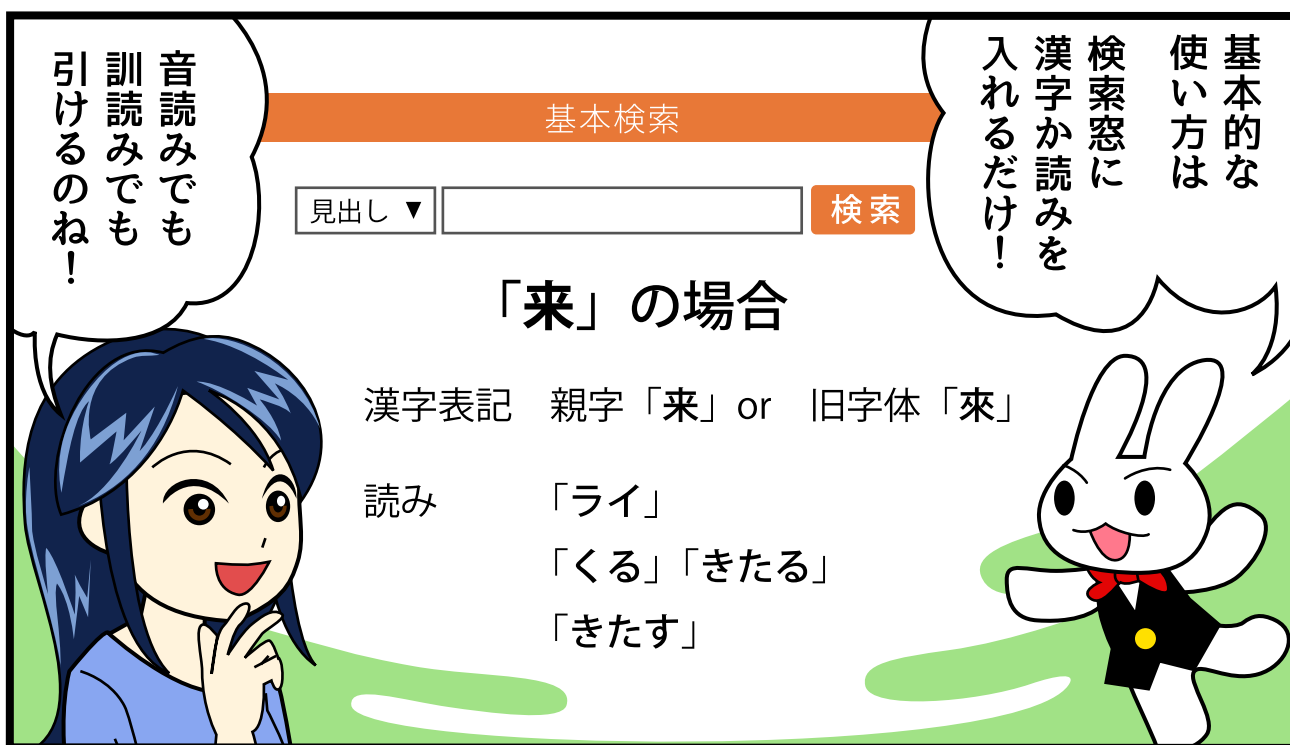 基本的な
使い方は
検索窓に
漢字か読みを
入れるだけ！
音読みでも
訓読みでも
引けるのね！
基本検索
見出し ▼ 検索
「来」の場合
漢字表記 親字「来」or 旧字体「來」
読み 「ライ」
「くる」「きたる」
「きたす」